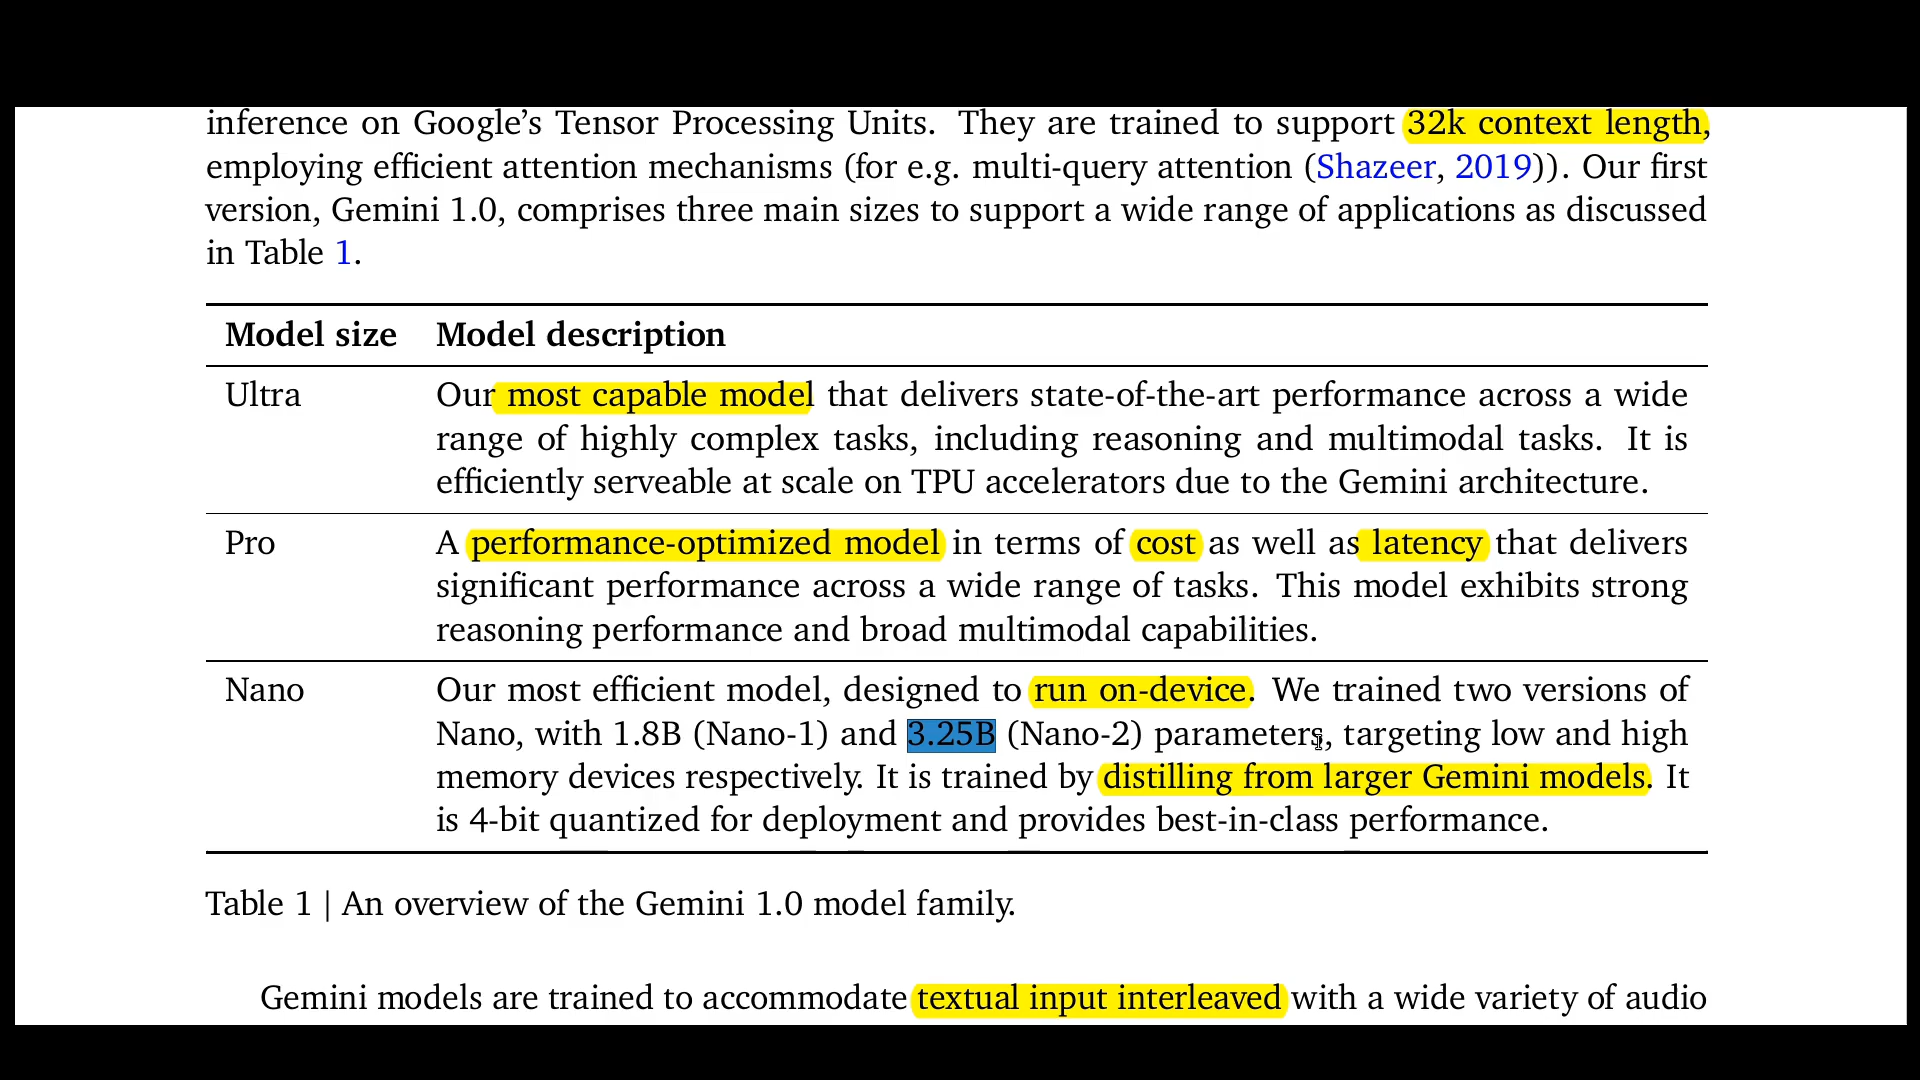 inference on Google’s Tensor Processing Units. They are trained to support 32k context length,
employing efficient attention mechanisms (for e.g. multi-query attention (Shazeer, 2019)). Our first
version, Gemini 1.0, comprises three main sizes to support a wide range of applications as discussed
in Table 1.
Model size Model description
Ultra Our most capable model that delivers state-of-the-art performance across a wide
range of highly complex tasks, including reasoning and multimodal tasks. It is
efficiently serveable at scale on TPU accelerators due to the Gemini architecture.
Pro A performance-optimized model in terms of cost as well as latency that delivers
significant performance across a wide range of tasks. This model exhibits strong
reasoning performance and broad multimodal capabilities.
Nano Our most efficient model, designed to run on-device. We trained two versions of
Nano, with 1.8B (Nano-1) and 3.25B (Nano-2) parameters, targeting low and high
memory devices respectively. It is trained by distilling from larger Gemini models. It
is 4-bit quantized for deployment and provides best-in-class performance.
Table 1 | An overview of the Gemini 1.0 model family.
Gemini models are trained to accommodate textual input interleaved with a wide variety of audio